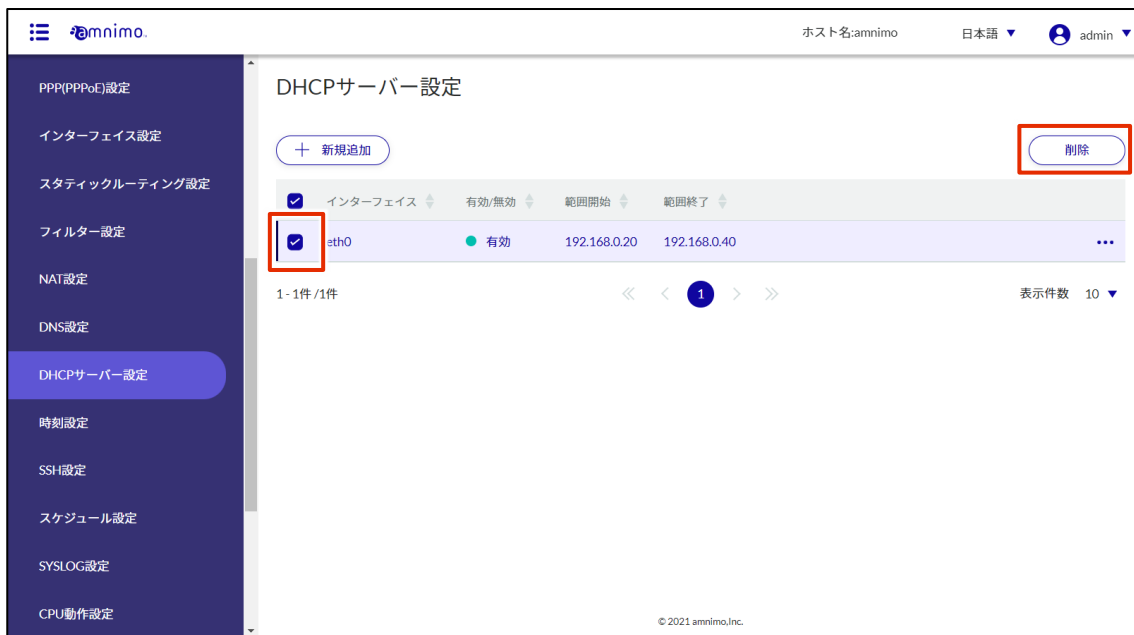 amnimo.
ホスト名:amnimo 日本語 admin
PPP(PPPoE)設定
インターフェイス設定
スタティックルーティング設定
フィルター設定
NAT設定
DNS設定
DHCPサーバー設定
時刻設定
SSH設定
スケジュール設定
SYSLOG設定
CPU動作設定
DHCPサーバー設定
新規追加
削除
インターフェイス 有効/無効 範囲開始 範囲終了
eth0 有効 192.168.0.20 192.168.0.40
1 - 1件 /1件 1 表示件数 10
© 2021 amnimo,Inc.